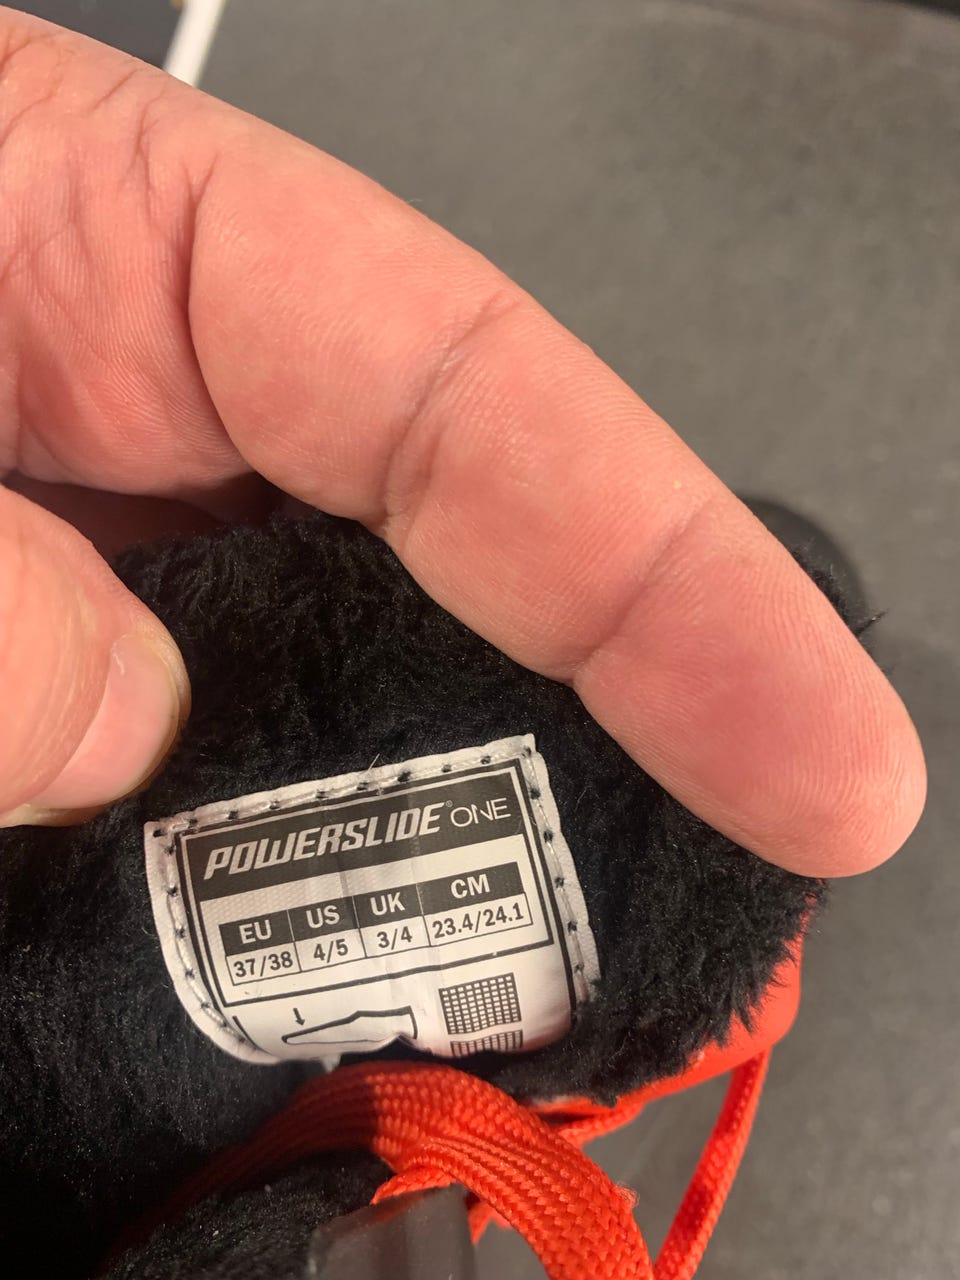 POWERSLIDE® ONE
EU US UK CM
37/38 4/5 3/4 23.4/24.1